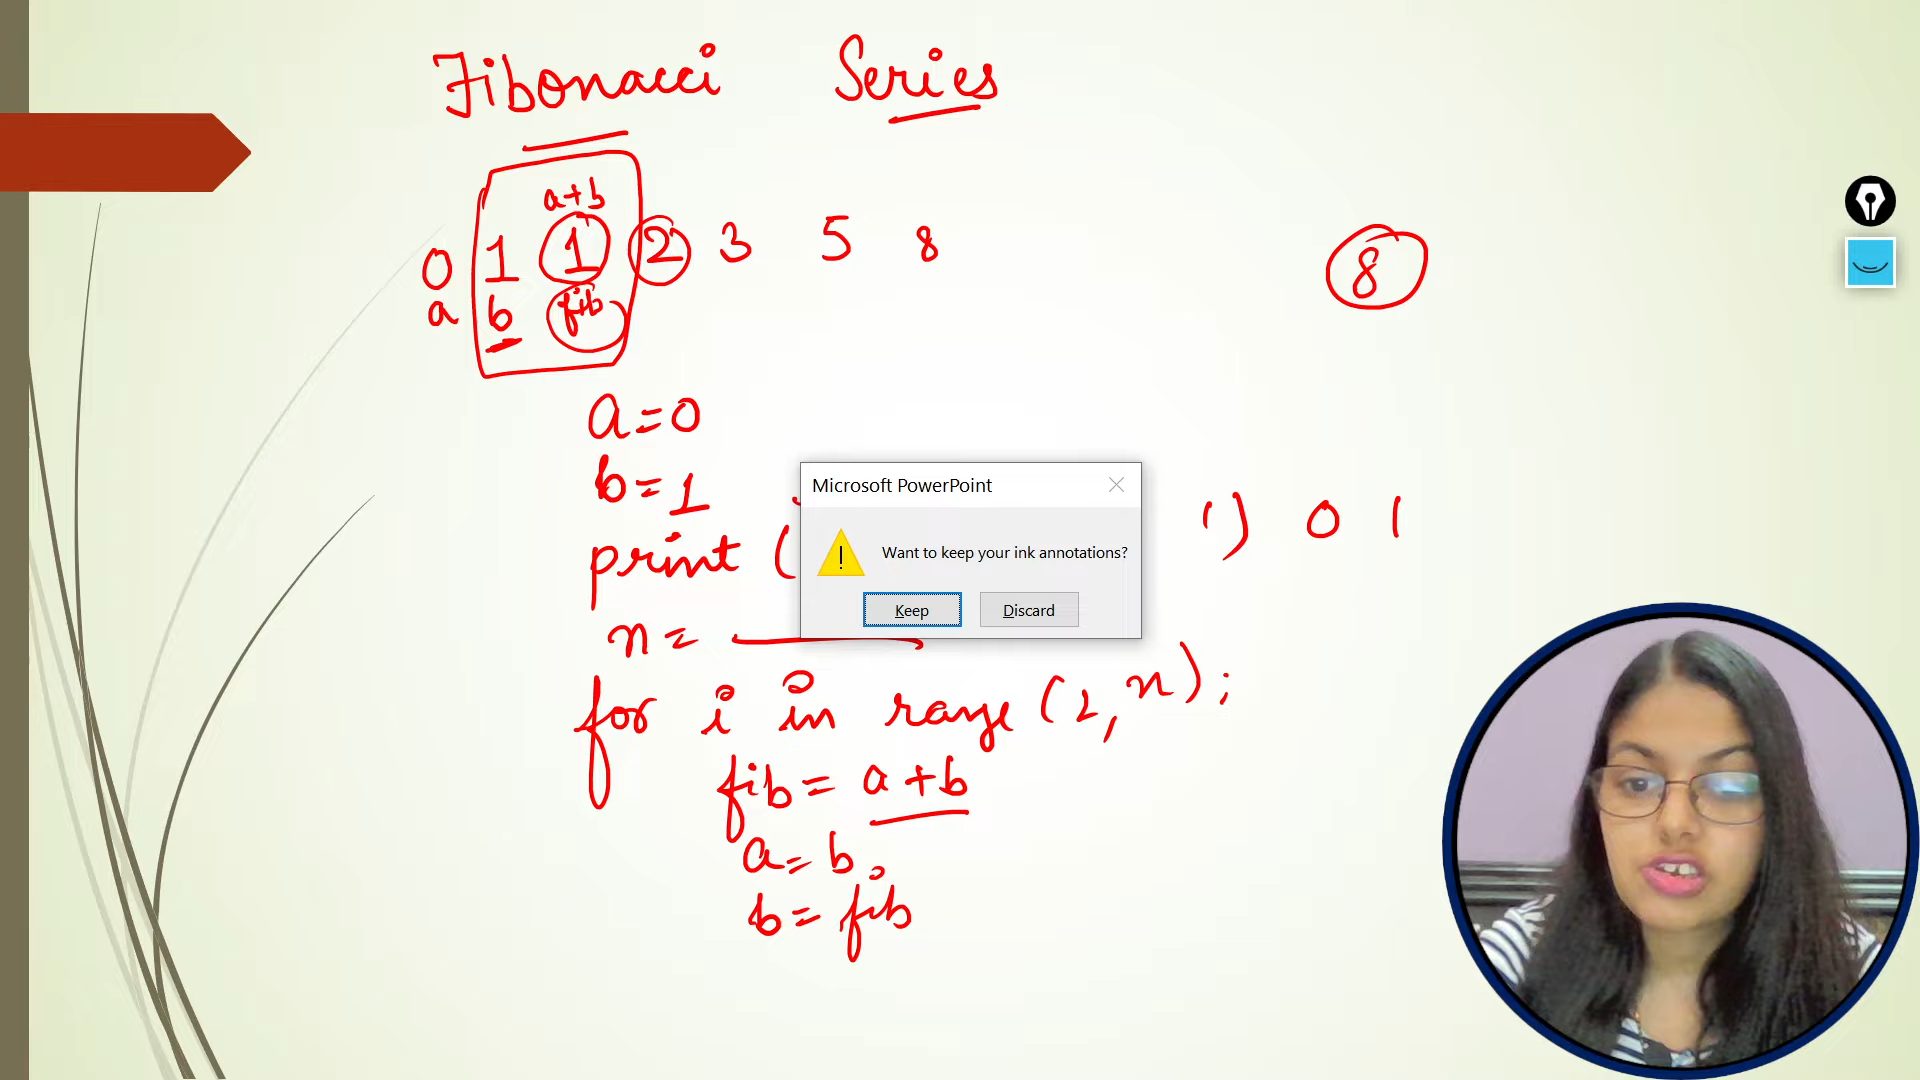 Fibonacci Series
a+b
0 1 1 2 3 5 8
8
a b fib
a=0
b=1
print ( ') 0 1
n=
for i in range (2, n):
fib = a+b
a=b
b=fib
Microsoft PowerPoint
Want to keep your ink annotations?
Keep Discard